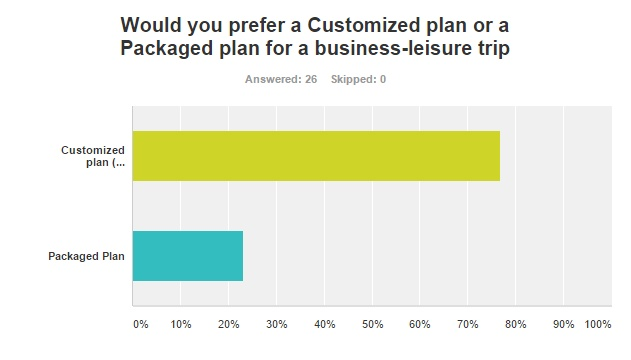 Would you prefer a Customized plan or a
Packaged plan for a business-leisure trip
Answered: 26 Skipped: 0
Customized
plan (...
Packaged Plan
0% 10% 20% 30% 40% 50% 60% 70% 80% 90% 100%